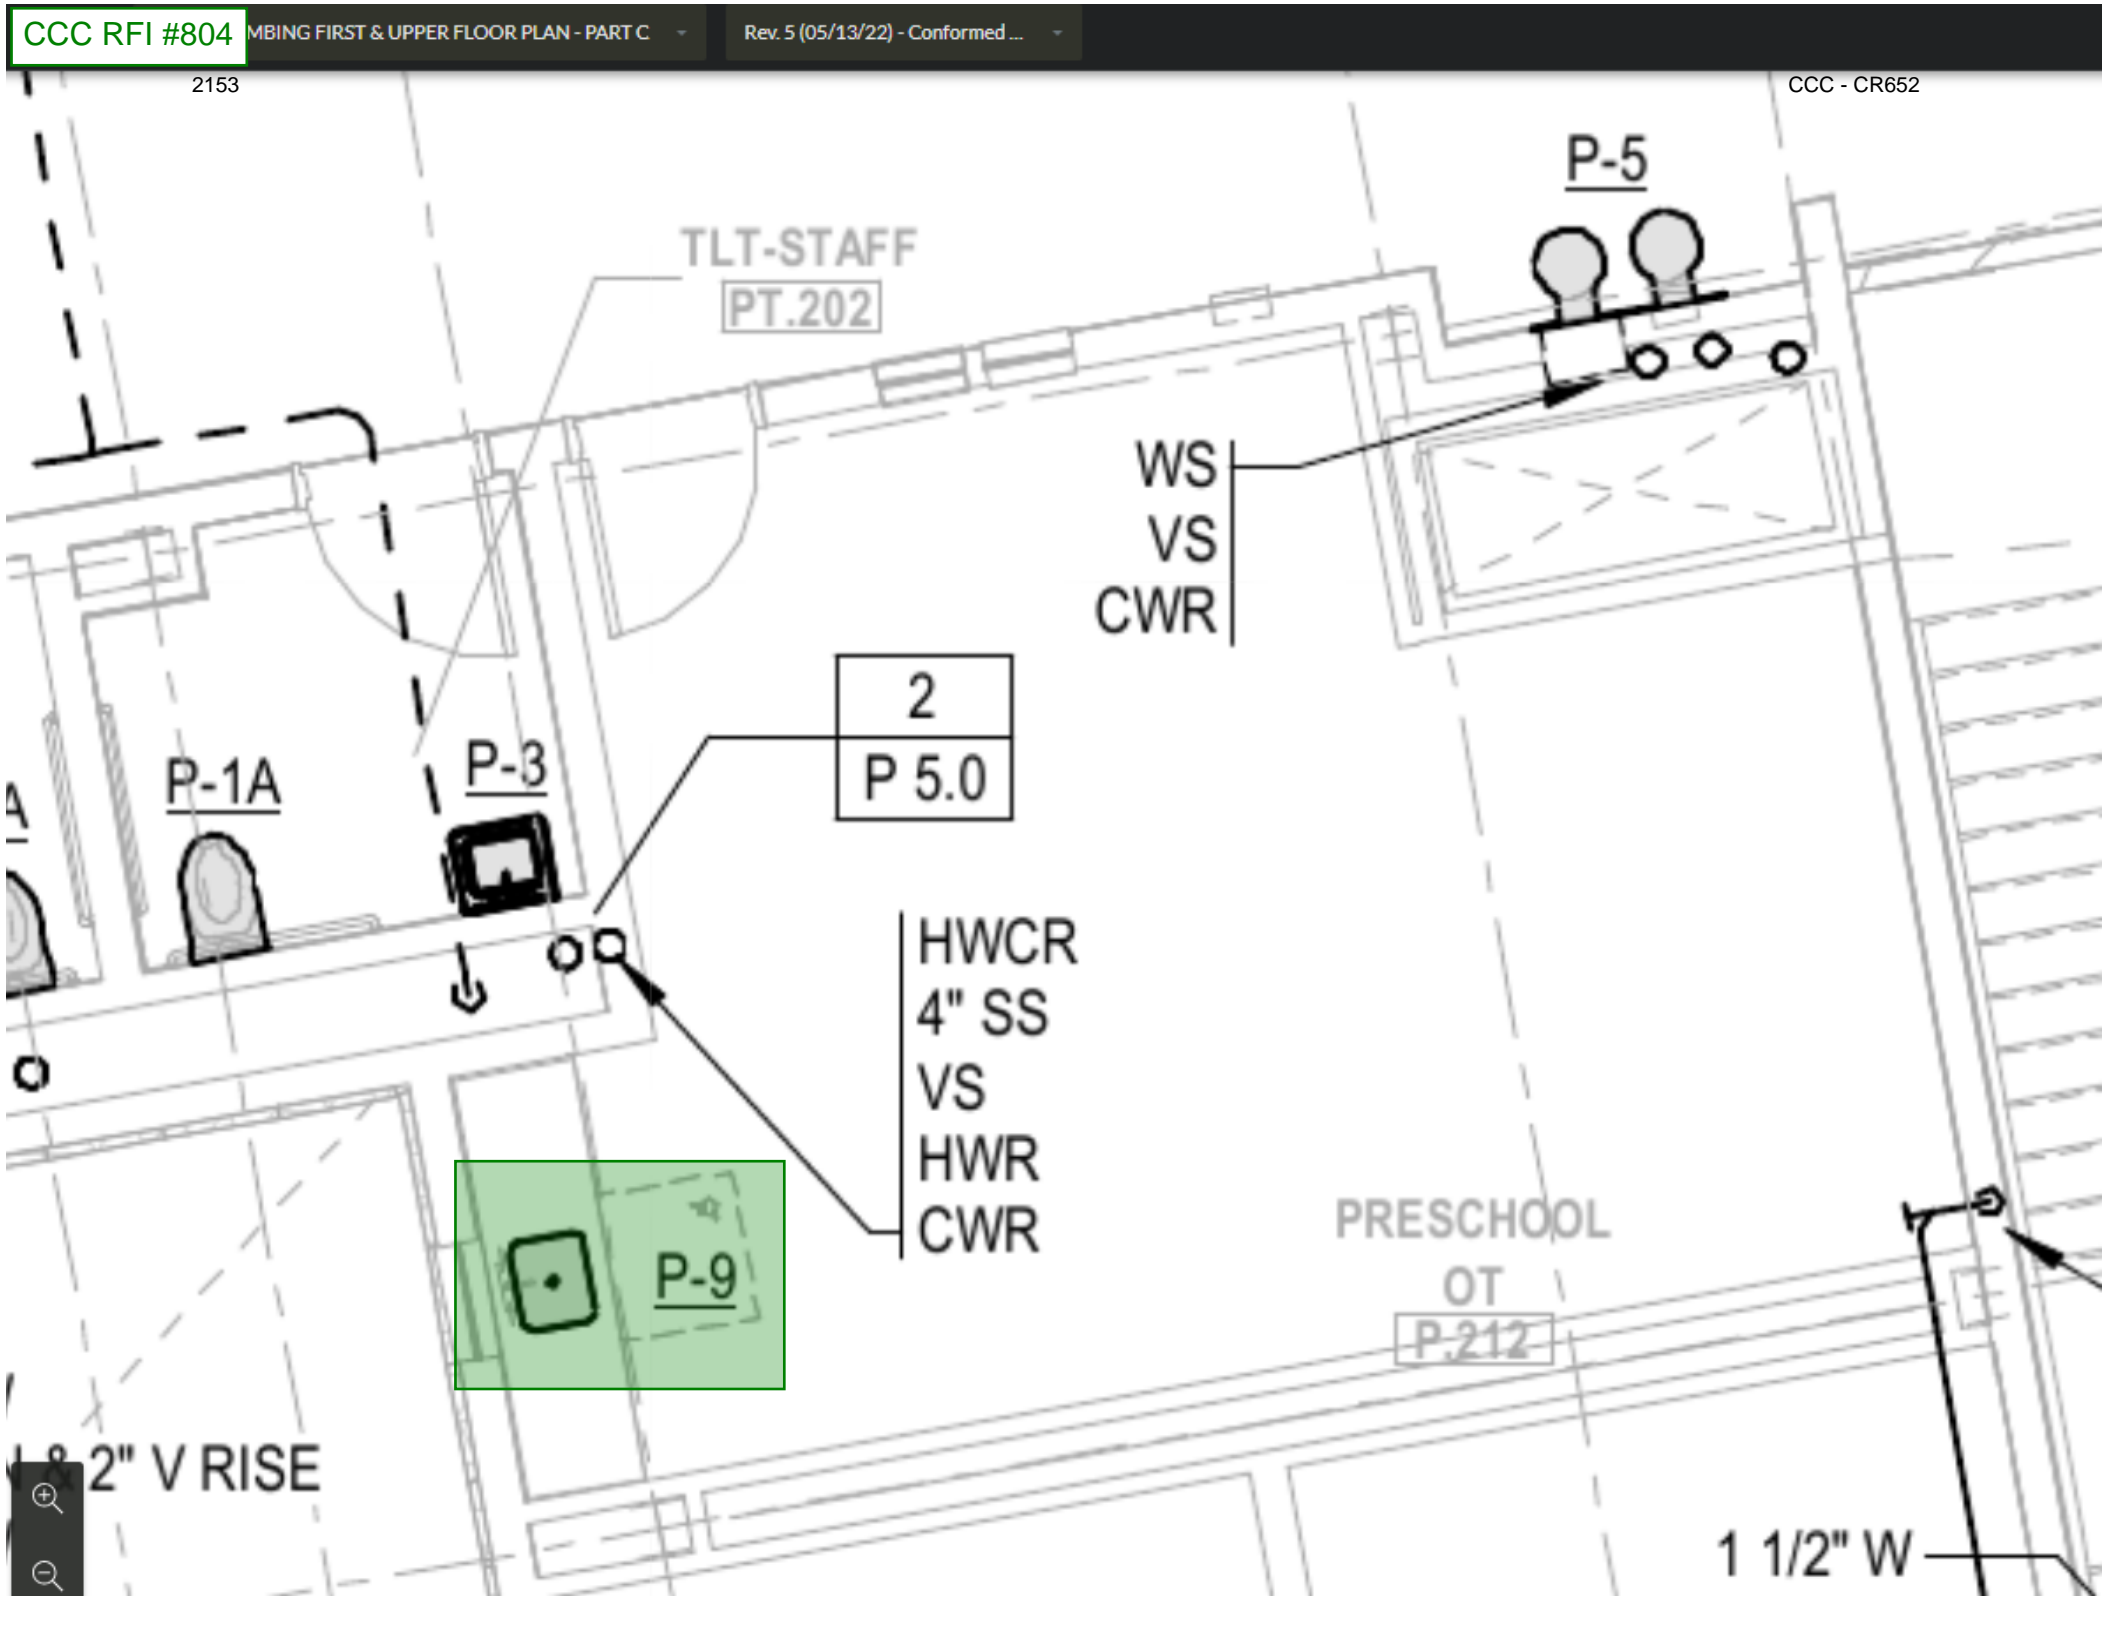 CCC RFI #804
MBING FIRST & UPPER FLOOR PLAN - PART C
Rev. 5 (05/13/22) - Conformed ...
2153
CCC - CR652
P-5
TLT-STAFF
PT.202
WS
VS
CWR
2
P 5.0
P-3
P-1A
A
HWCR
4" SS
VS
HWR
CWR
P-9
PRESCHOOL
OT
P.212
& 2" V RISE
1 1/2" W